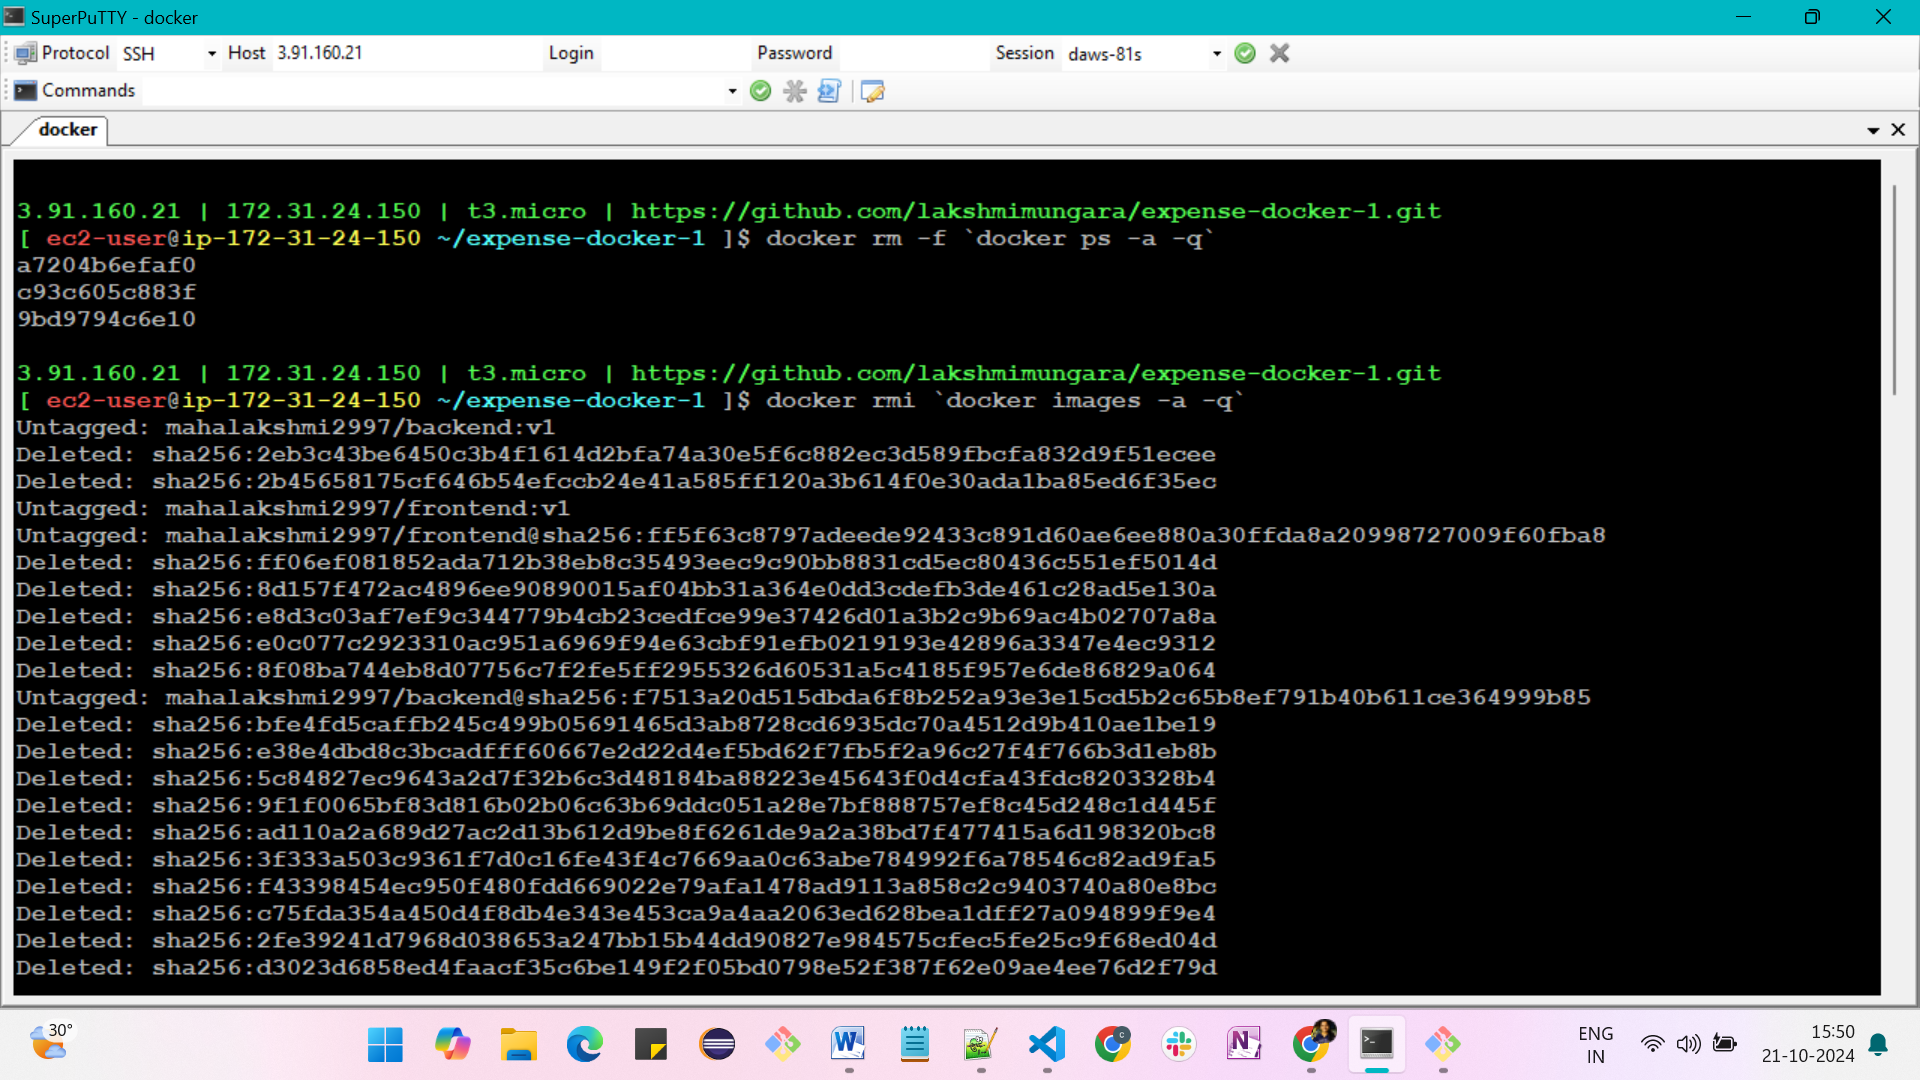 SuperPuTTY - docker
Protocol SSH Host 3.91.160.21 Login Password Session daws-81s
Commands
docker
3.91.160.21 | 172.31.24.150 | t3.micro | https://github.com/lakshmimungara/expense-docker-1.git
[ ec2-user@ip-172-31-24-150 ~/expense-docker-1 ]$ docker rm -f `docker ps -a -q`
a7204b6efaf0
c93c605c883f
9bd9794c6e10
3.91.160.21 | 172.31.24.150 | t3.micro | https://github.com/lakshmimungara/expense-docker-1.git
[ ec2-user@ip-172-31-24-150 ~/expense-docker-1 ]$ docker rmi `docker images -a -q`
Untagged: mahalakshmi2997/backend:v1
Deleted: sha256:2eb3c43be6450c3b4f1614d2bfa74a30e5f6c882ec3d589fbcfa832d9f51ecee
Deleted: sha256:2b45658175cf646b54efccb24e41a585ff120a3b614f0e30ada1ba85ed6f35ec
Untagged: mahalakshmi2997/frontend:v1
Untagged: mahalakshmi2997/frontend@sha256:ff5f63c8797adeede92433c891d60ae6ee880a30ffda8a20998727009f60fba8
Deleted: sha256:ff06ef081852ada712b38eb8c35493eec9c90bb8831cd5ec80436c551ef5014d
Deleted: sha256:8d157f472ac4896ee90890015af04bb31a364e0dd3cdefb3de461c28ad5e130a
Deleted: sha256:e8d3c03af7ef9c344779b4cb23cedfce99e37426d01a3b2c9b69ac4b02707a8a
Deleted: sha256:e0c077c2923310ac951a6969f94e63cbf91efb0219193e42896a3347e4ec9312
Deleted: sha256:8f08ba744eb8d07756c7f2fe5ff2955326d60531a5c4185f957e6de86829a064
Untagged: mahalakshmi2997/backend@sha256:f7513a20d515dbda6f8b252a93e3e15cd5b2c65b8ef791b40b611ce364999b85
Deleted: sha256:bfe4fd5caffb245c499b05691465d3ab8728cd6935dc70a4512d9b410ae1be19
Deleted: sha256:e38e4dbd8c3bcadfff60667e2d22d4ef5bd62f7fb5f2a96c27f4f766b3d1eb8b
Deleted: sha256:5c84827ec9643a2d7f32b6c3d48184ba88223e45643f0d4cfa43fdc8203328b4
Deleted: sha256:9f1f0065bf83d816b02b06c63b69ddc051a28e7bf888757ef8c45d248c1d445f
Deleted: sha256:ad110a2a689d27ac2d13b612d9be8f6261de9a2a38bd7f477415a6d198320bc8
Deleted: sha256:3f333a503c9361f7d0c16fe43f4c7669aa0c63abe784992f6a78546c82ad9fa5
Deleted: sha256:f43398454ec950f480fdd669022e79afa1478ad9113a858c2c9403740a80e8bc
Deleted: sha256:c75fda354a450d4f8db4e343e453ca9a4aa2063ed628bea1dff27a094899f9e4
Deleted: sha256:2fe39241d7968d038653a247bb15b44dd90827e984575cfec5fe25c9f68ed04d
Deleted: sha256:d3023d6858ed4faacf35c6be149f2f05bd0798e52f387f62e09ae4ee76d2f79d
30°
ENG
IN
15:50
21-10-2024